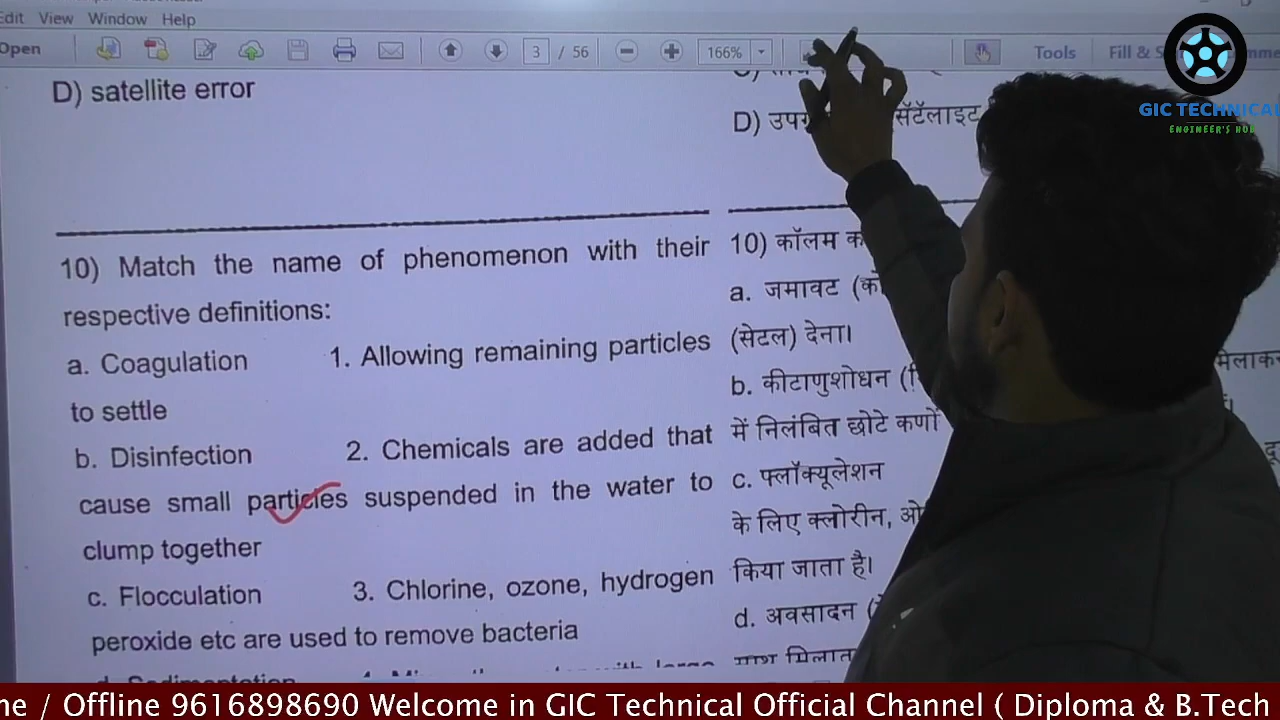 Edit View Window Help
Open 3 / 56 166% Tools Fill &
GIC TECHNICAL
ENGINEER'S HUB
D) satellite error
D)
10) Match the name of phenomenon with their
respective definitions:
a. Coagulation 1. Allowing remaining particles
to settle
b. Disinfection 2. Chemicals are added that
cause small particles suspended in the water to
clump together
c. Flocculation 3. Chlorine, ozone, hydrogen
peroxide etc are used to remove bacteria
d. Sedimentation
10) कॉलम
a. जमावट
(सेटल) देना।
b. कीटाणुशोधन
में निलंबित छोटे कणों
c. फ्लॉक्यूलेशन
के लिए क्लोरीन,
किया जाता है।
d. अवसादन
/ Offline 9616898690 Welcome in GIC Technical Official Channel ( Diploma & B.Tech